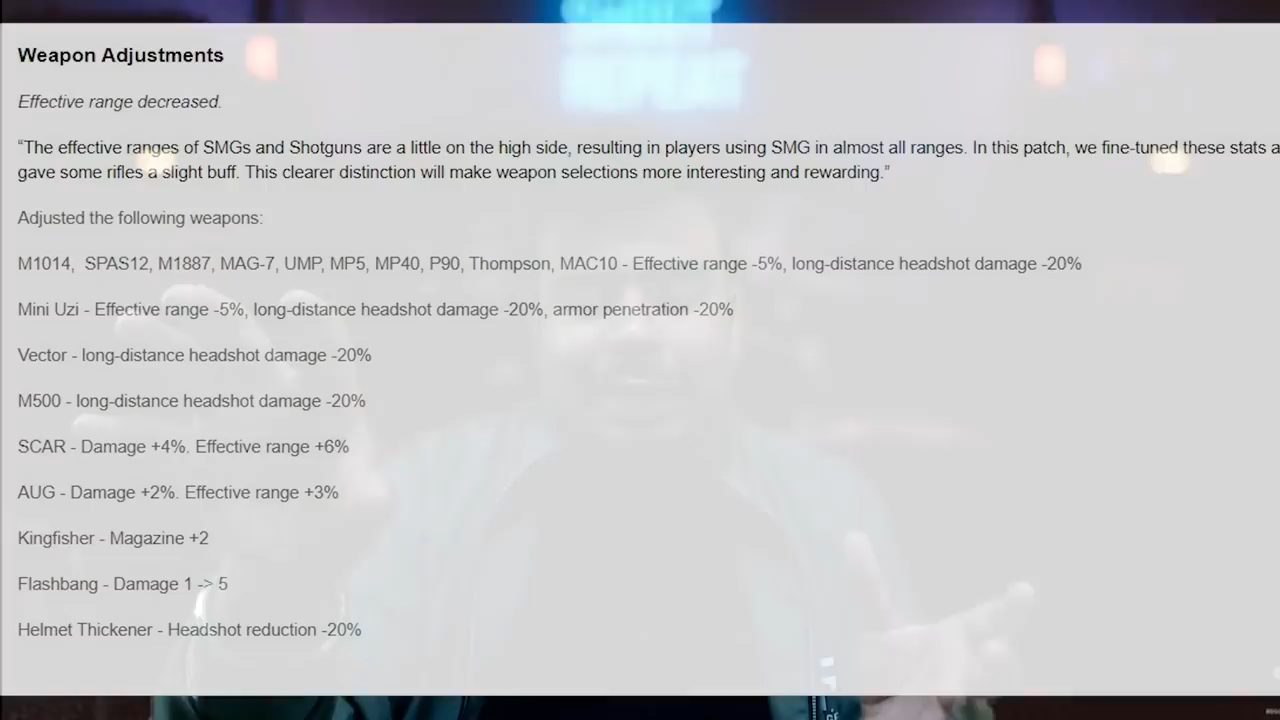 Weapon Adjustments
Effective range decreased.
“The effective ranges of SMGs and Shotguns are a little on the high side, resulting in players using SMG in almost all ranges. In this patch, we fine-tuned these stats a
gave some rifles a slight buff. This clearer distinction will make weapon selections more interesting and rewarding.”
Adjusted the following weapons:
M1014, SPAS12, M1887, MAG-7, UMP, MP5, MP40, P90, Thompson, MAC10 - Effective range -5%, long-distance headshot damage -20%
Mini Uzi - Effective range -5%, long-distance headshot damage -20%, armor penetration -20%
Vector - long-distance headshot damage -20%
M500 - long-distance headshot damage -20%
SCAR - Damage +4%. Effective range +6%
AUG - Damage +2%. Effective range +3%
Kingfisher - Magazine +2
Flashbang - Damage 1 -> 5
Helmet Thickener - Headshot reduction -20%